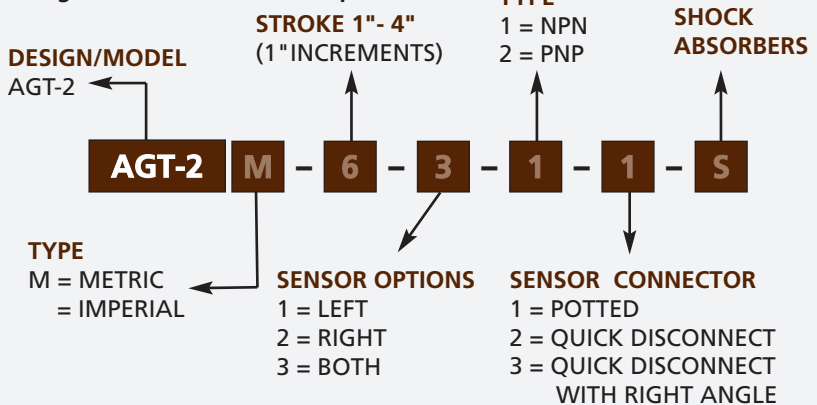 STROKE 1"- 4"
(1"INCREMENTS)
1 = NPN
2 = PNP
SHOCK
ABSORBERS
DESIGN/MODEL
AGT-2
AGT-2 M - 6 - 3 - 1 - 1 - S
TYPE
M = METRIC
= IMPERIAL
SENSOR OPTIONS
1 = LEFT
2 = RIGHT
3 = BOTH
SENSOR CONNECTOR
1 = POTTED
2 = QUICK DISCONNECT
3 = QUICK DISCONNECT
WITH RIGHT ANGLE